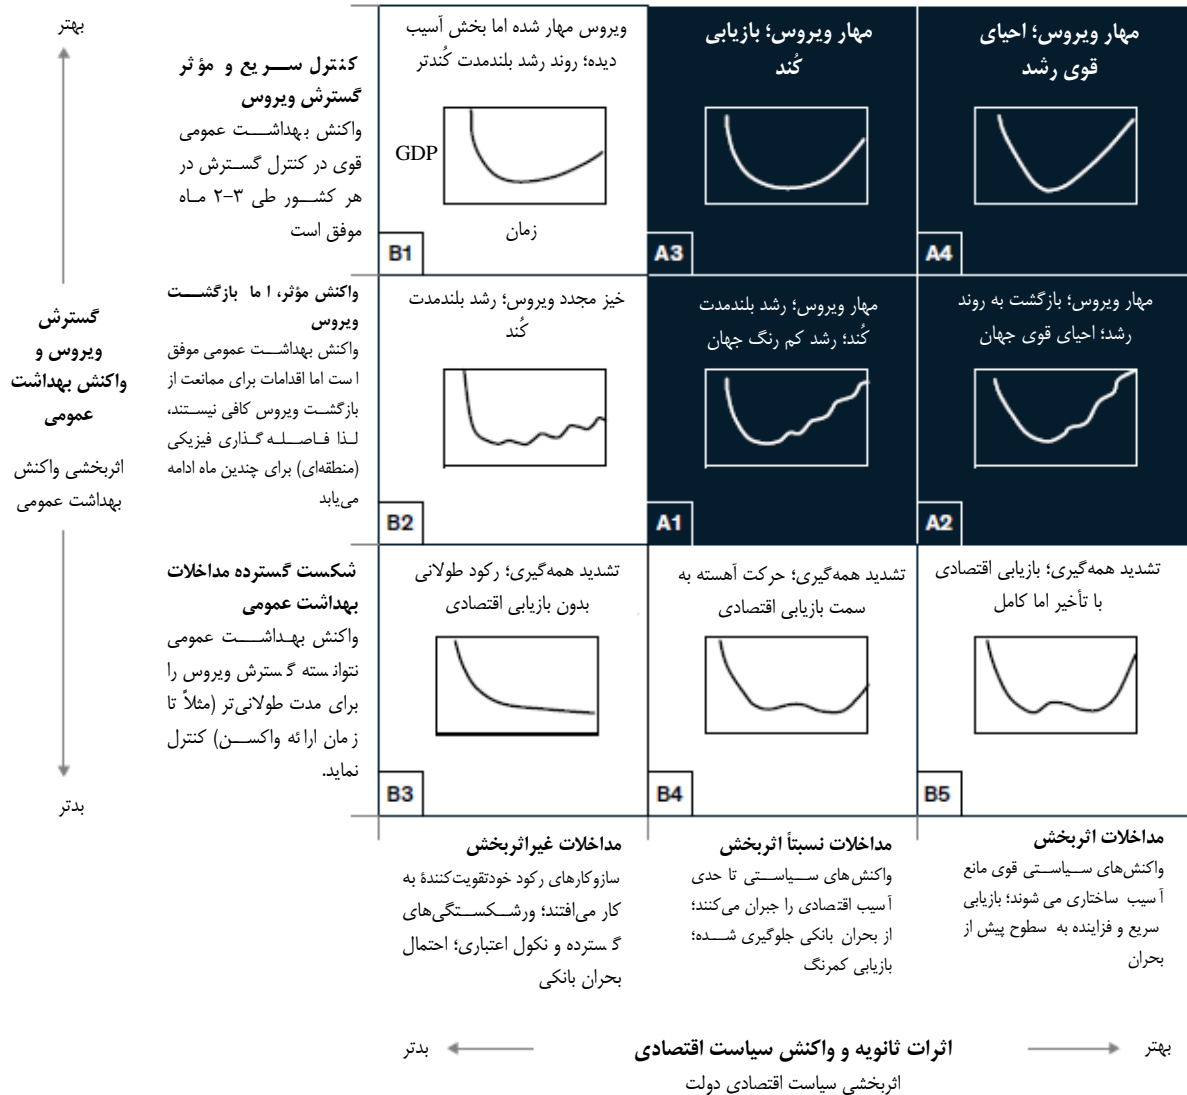 بهتر
گسترش
ویروس و
واکنش بهداشت
عمومی
اثربخشی واکنش
بهداشت عمومی
بدتر
کنترل سریع و مؤثر
گسترش ویروس
واکنش بهداشت عمومی
قوی در کنترل گسترش در
هر کشور طی ۳-۲ ماه
موفق است
ویروس مهار شده اما بخش آسیب
دیده؛ روند رشد بلندمدت کُندتر
GDP
زمان
B1
مهار ویروس؛ بازیابی
کُند
A3
مهار ویروس؛ احیای
قوی رشد
A4
واکنش مؤثر، اما بازگشت
ویروس
واکنش بهداشت عمومی موفق
است اما اقدامات برای ممانعت از
بازگشت ویروس کافی نیستند،
لذا فاصله گذاری فیزیکی
(منطقه‌ای) برای چندین ماه ادامه
می‌یابد
خیز مجدد ویروس؛ رشد بلندمدت
کُند
B2
مهار ویروس؛ رشد بلندمدت
کُند؛ رشد کم رنگ جهان
A1
مهار ویروس؛ بازگشت به روند
رشد؛ احیای قوی جهان
A2
شکست گسترده مداخلات
بهداشت عمومی
واکنش بهداشت عمومی
نتوانسته گسترش ویروس را
برای مدت طولانی‌تر (مثلاً تا
زمان ارائه واکسن) کنترل
نماید.
تشدید همه‌گیری؛ رکود طولانی
بدون بازیابی اقتصادی
B3
تشدید همه‌گیری؛ حرکت آهسته به
سمت بازیابی اقتصادی
B4
تشدید همه‌گیری؛ بازیابی اقتصادی
با تأخیر اما کامل
B5
مداخلات غیراثربخش
سازوکارهای رکود خودتقویت‌کنندۀ به
کار می‌افتند؛ ورشکستگی‌های
گسترده و نکول اعتباری؛ احتمال
بحران بانکی
مداخلات نسبتاً اثربخش
واکنش‌های سیاستی تا حدی
آسیب اقتصادی را جبران می‌کنند؛
از بحران بانکی جلوگیری شده؛
بازیابی کمرنگ
مداخلات اثربخش
واکنش‌های سیاستی قوی مانع
آسیب ساختاری می شوند؛ بازیابی
سریع و فزاینده به سطوح پیش از
بحران
بهتر
اثرات ثانویه و واکنش سیاست اقتصادی
بدتر
اثربخشی سیاست اقتصادی دولت